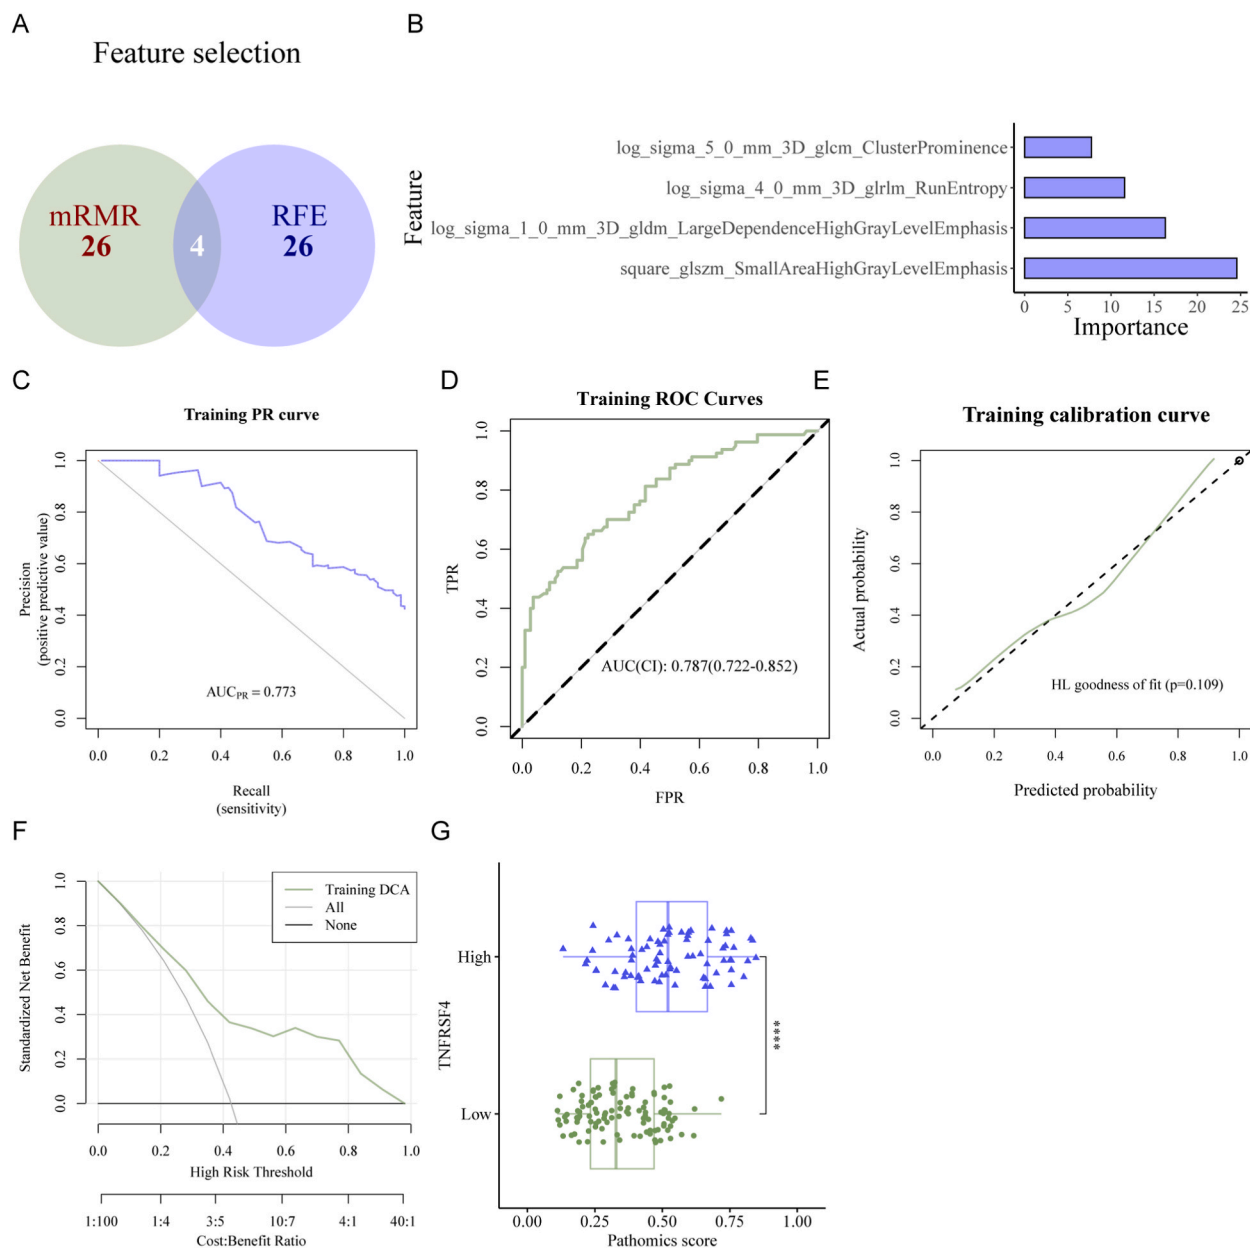 A
Feature selection
mRMR
26
4
RFE
26
B
Feature
log_sigma_5_0_mm_3D_glcm_ClusterProminence
log_sigma_4_0_mm_3D_glrlm_RunEntropy
log_sigma_1_0_mm_3D_gldm_LargeDependenceHighGrayLevelEmphasis
square_glszm_SmallAreaHighGrayLevelEmphasis
0 5 10 15 20 25
Importance
C
Training PR curve
Precision
(positive predictive value)
1.0
0.8
0.6
0.4
0.2
0.0
AUCPR = 0.773
0.0 0.2 0.4 0.6 0.8 1.0
Recall
(sensitivity)
D
Training ROC Curves
TPR
1.0
0.8
0.6
0.4
0.2
0.0
AUC(CI): 0.787(0.722-0.852)
0.0 0.2 0.4 0.6 0.8 1.0
FPR
E
Training calibration curve
Actual probability
1.0
0.8
0.6
0.4
0.2
0.0
HL goodness of fit (p=0.109)
0.0 0.2 0.4 0.6 0.8 1.0
Predicted probability
F
Standardized Net Benefit
1.0
0.8
0.6
0.4
0.2
0.0
Training DCA
All
None
0.0 0.2 0.4 0.6 0.8 1.0
High Risk Threshold
1:100 1:4 3:5 10:7 4:1 40:1
Cost:Benefit Ratio
G
TNFRSF4
High
Low
****
0.00 0.25 0.50 0.75 1.00
Pathomics score